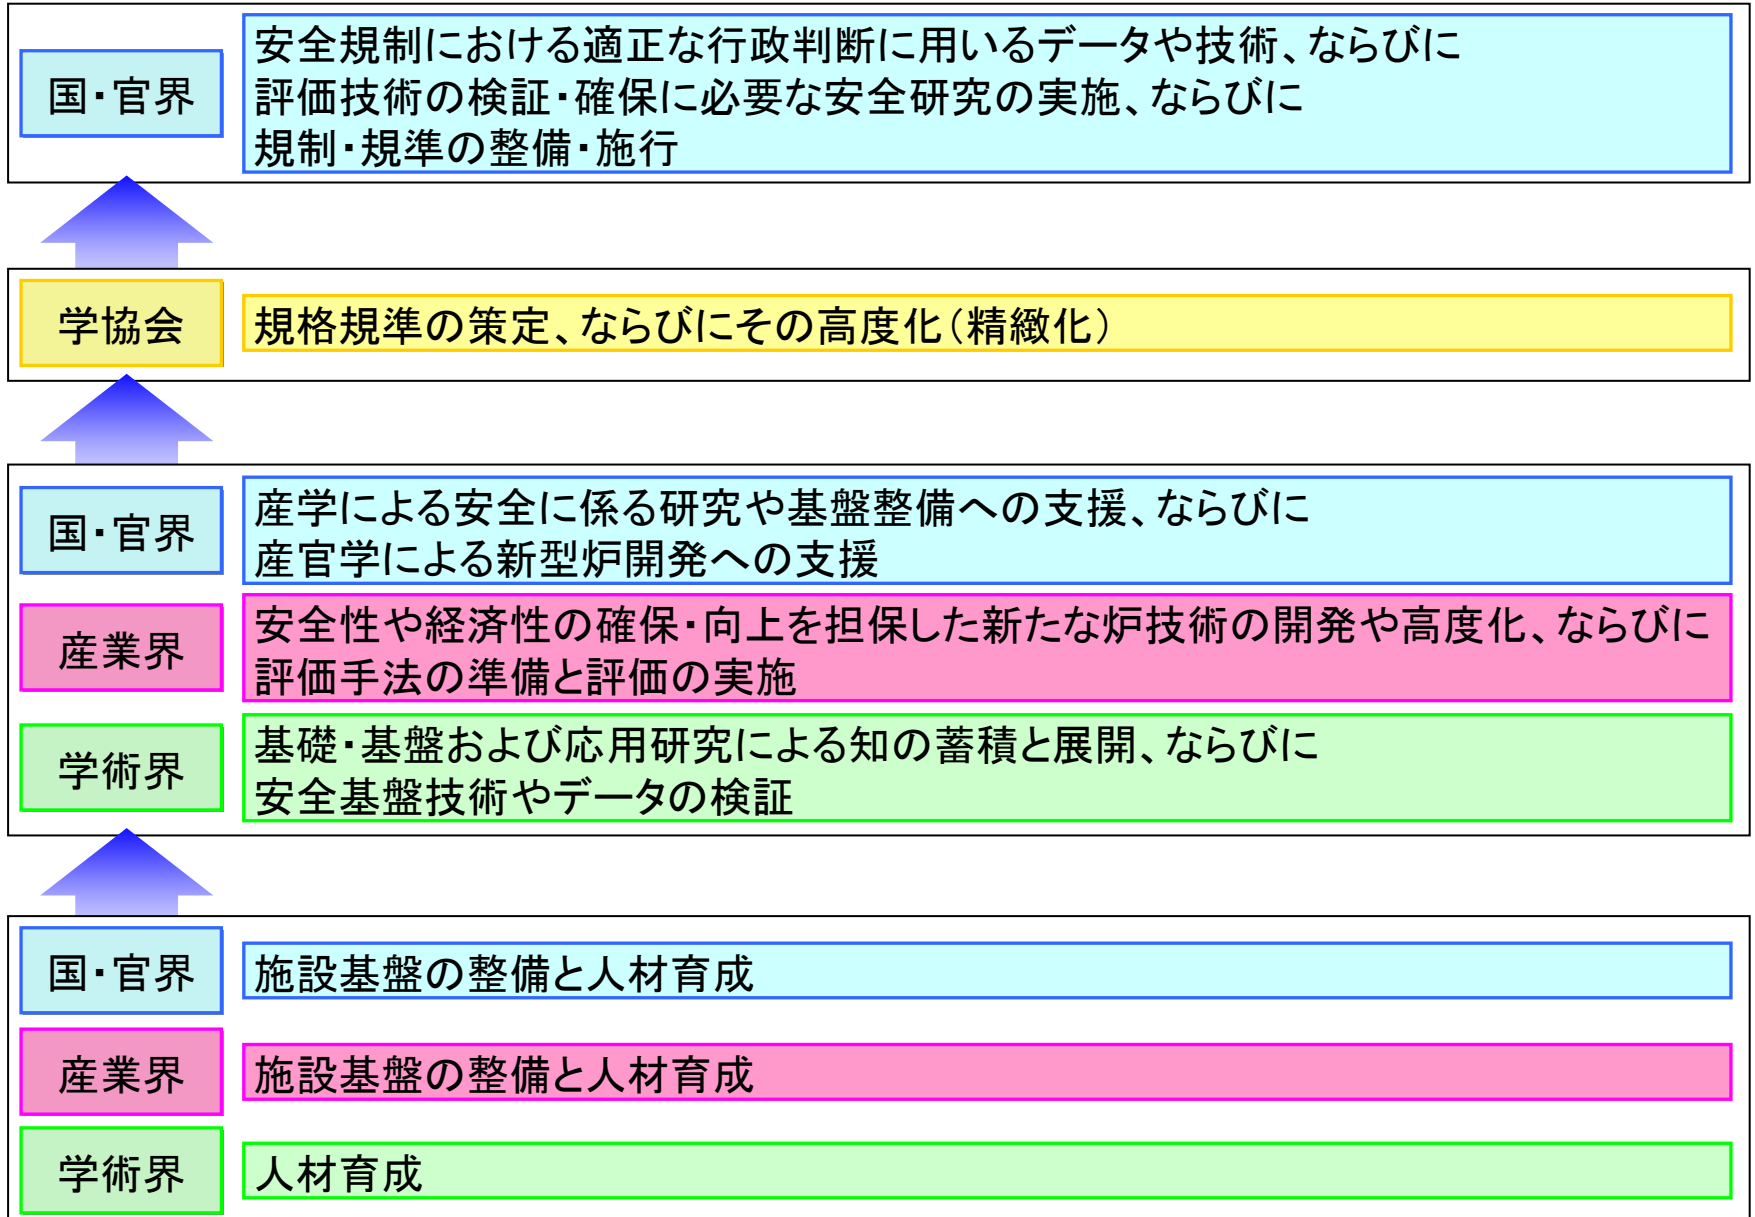 国・官界
安全規制における適正な行政判断に用いるデータや技術、ならびに
評価技術の検証・確保に必要な安全研究の実施、ならびに
規制・規準の整備・施行
学協会
規格規準の策定、ならびにその高度化（精緻化）
国・官界
産学による安全に係る研究や基盤整備への支援、ならびに
産官学による新型炉開発への支援
産業界
安全性や経済性の確保・向上を担保した新たな炉技術の開発や高度化、ならびに
評価手法の準備と評価の実施
学術界
基礎・基盤および応用研究による知の蓄積と展開、ならびに
安全基盤技術やデータの検証
国・官界
施設基盤の整備と人材育成
産業界
施設基盤の整備と人材育成
学術界
人材育成